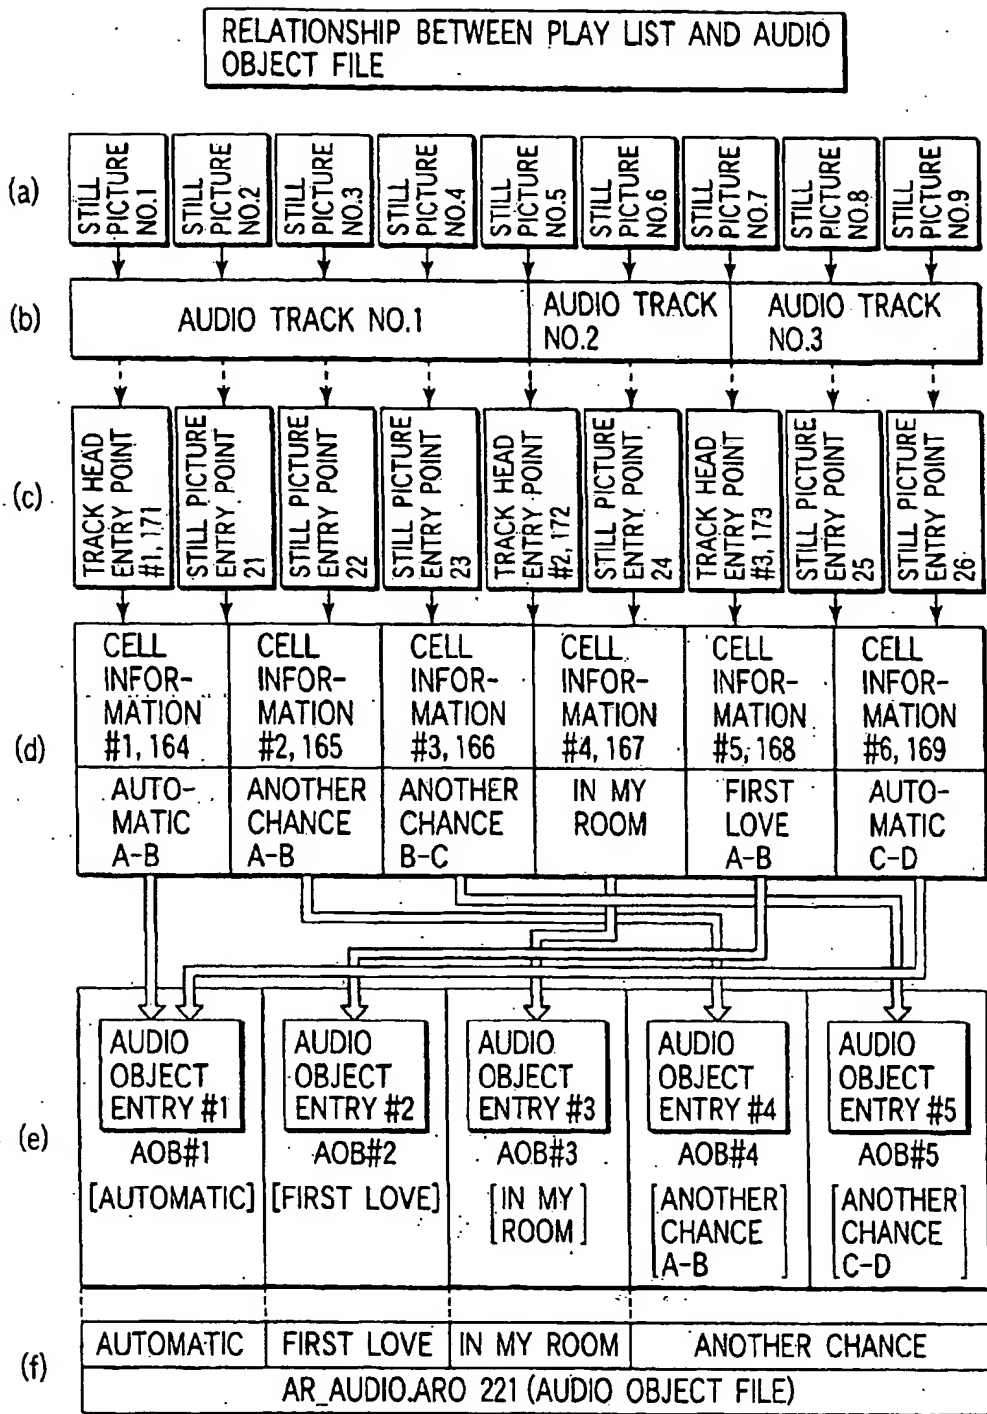 RELATIONSHIP BETWEEN PLAY LIST AND AUDIO
OBJECT FILE
(a)
STILL
PICTURE
NO.1
STILL
PICTURE
NO.2
STILL
PICTURE
NO.3
STILL
PICTURE
NO.4
STILL
PICTURE
NO.5
STILL
PICTURE
NO.6
STILL
PICTURE
NO.7
STILL
PICTURE
NO.8
STILL
PICTURE
NO.9
(b)
AUDIO TRACK NO.1
AUDIO TRACK
NO.2
AUDIO TRACK
NO.3
(c)
TRACK HEAD
ENTRY POINT
#1, 171
STILL PICTURE
ENTRY POINT
21
STILL PICTURE
ENTRY POINT
22
STILL PICTURE
ENTRY POINT
23
TRACK HEAD
ENTRY POINT
#2, 172
STILL PICTURE
ENTRY POINT
24
TRACK HEAD
ENTRY POINT
#3, 173
STILL PICTURE
ENTRY POINT
25
STILL PICTURE
ENTRY POINT
26
(d)
CELL
INFOR-
MATION
#1, 164
CELL
INFOR-
MATION
#2, 165
CELL
INFOR-
MATION
#3, 166
CELL
INFOR-
MATION
#4, 167
CELL
INFOR-
MATION
#5, 168
CELL
INFOR-
MATION
#6, 169
AUTO-
MATIC
A-B
ANOTHER
CHANCE
A-B
ANOTHER
CHANCE
B-C
IN MY
ROOM
FIRST
LOVE
A-B
AUTO-
MATIC
C-D
(e)
AUDIO
OBJECT
ENTRY #1
AOB#1
[AUTOMATIC]
AUDIO
OBJECT
ENTRY #2
AOB#2
[FIRST LOVE]
AUDIO
OBJECT
ENTRY #3
AOB#3
[IN MY
ROOM]
AUDIO
OBJECT
ENTRY #4
AOB#4
[ANOTHER
CHANCE
A-B]
AUDIO
OBJECT
ENTRY #5
AOB#5
[ANOTHER
CHANCE
C-D]
(f)
AUTOMATIC
FIRST LOVE
IN MY ROOM
ANOTHER CHANCE
AR_AUDIO.ARO 221 (AUDIO OBJECT FILE)